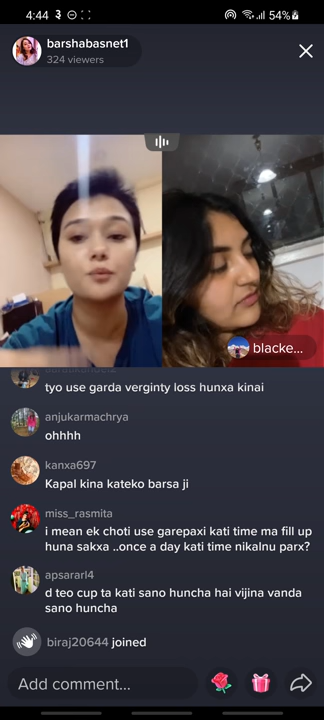 4:44
54%
barshabasnet1
324 viewers
blacke...
tyo use garda verginty loss hunxa kinai
anjukarmachrya
ohhhh
kanxa697
Kapal kina kateko barsa ji
miss_rasmita
i mean ek choti use garepaxi kati time ma fill up
huna sakxa ..once a day kati time nikalnu parx?
apsararl4
d teo cup ta kati sano huncha hai vijina vanda
sano huncha
biraj20644 joined
Add comment...